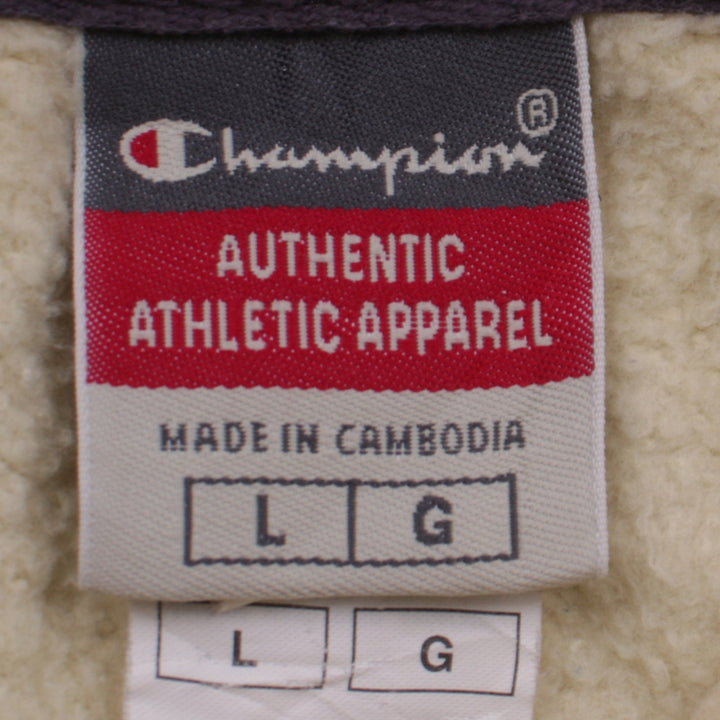 Champion®
AUTHENTIC
ATHLETIC APPAREL
MADE IN CAMBODIA
L G
L G